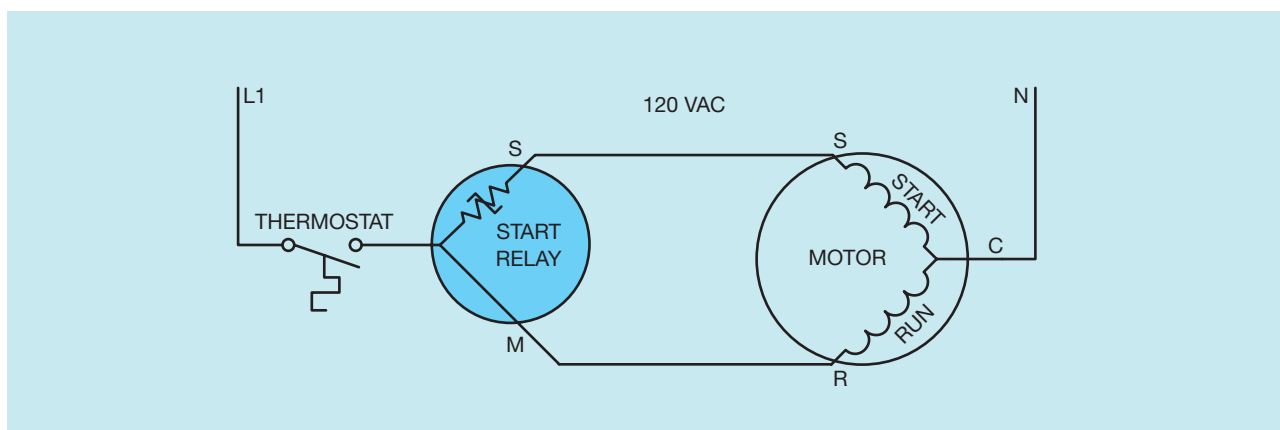 L1
120 VAC
N
S
S
THERMOSTAT
START
RELAY
START
MOTOR
C
RUN
M
R